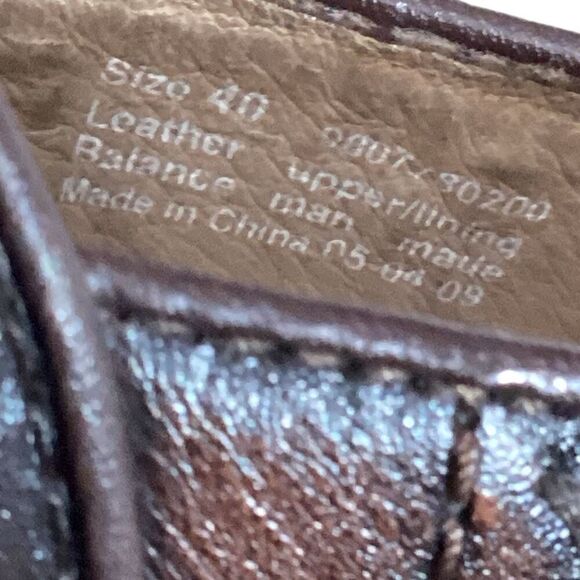 Size 40
Leather upper/lining
Balance man made
Made in China 05-04 09